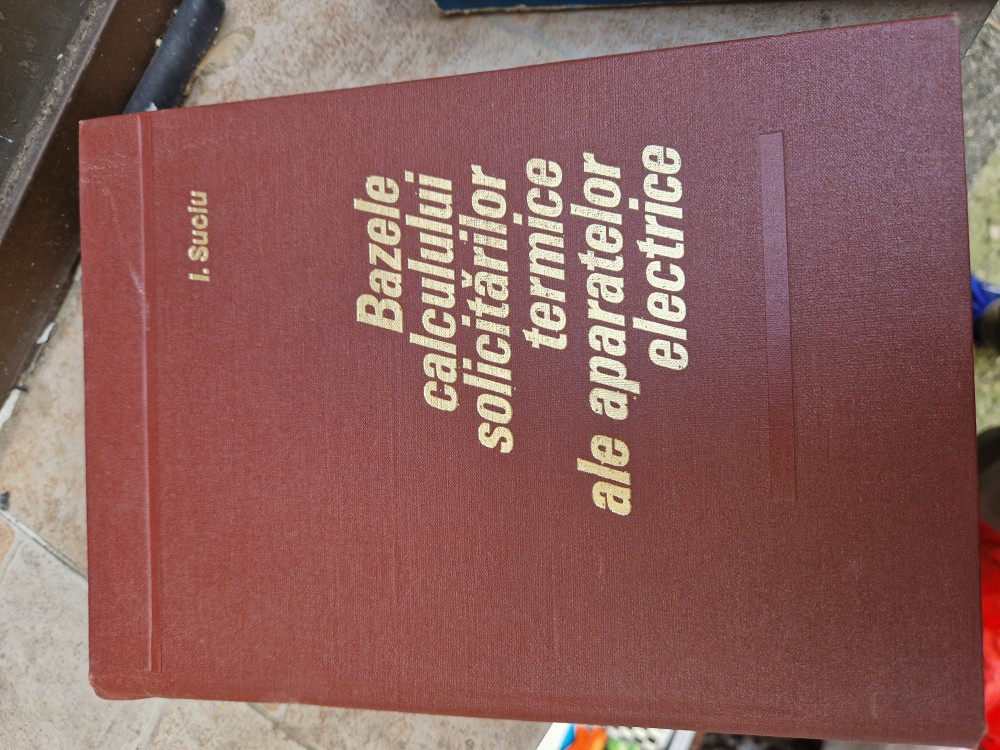 I. Suciu
Bazele
calculului
solicitărilor
termice
ale aparatelor
electrice